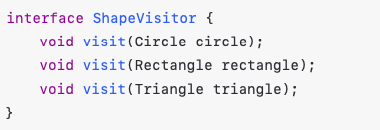 interface ShapeVisitor {
    void visit(Circle circle);
    void visit(Rectangle rectangle);
    void visit(Triangle triangle);
}